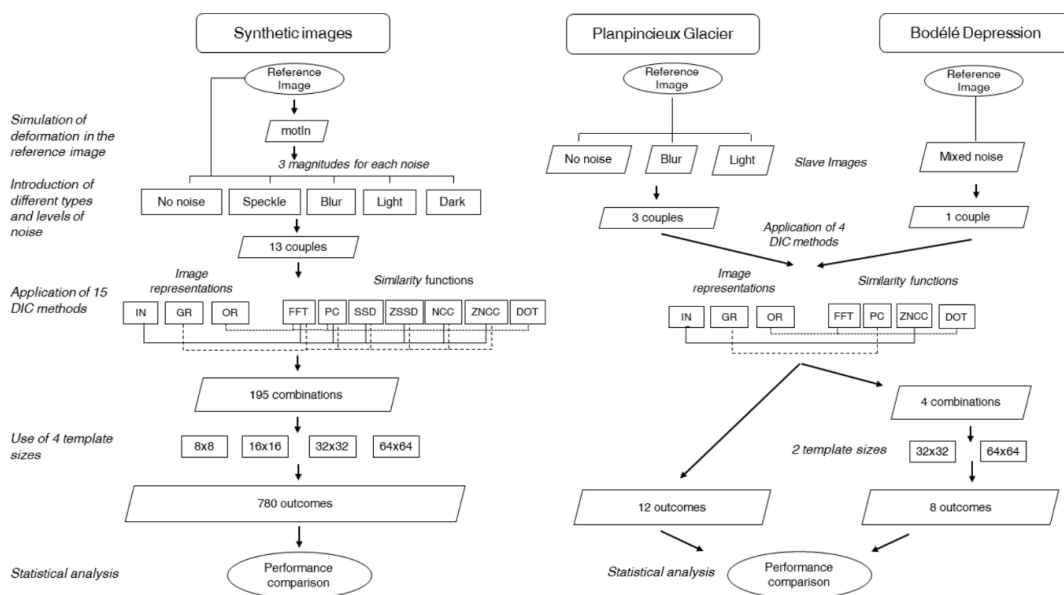 Synthetic images
Reference
Image
Simulation of
deformation in the
reference image
motIn
3 magnitudes for each noise
Introduction of
different types
and levels of
noise
No noise
Speckle
Blur
Light
Dark
13 couples
Application of 15
DIC methods
Image
representations
Similarity functions
IN
GR
OR
FFT
PC
SSD
ZSSD
NCC
ZNCC
DOT
195 combinations
Use of 4 template
sizes
8x8
16x16
32x32
64x64
780 outcomes
Statistical analysis
Performance
comparison
Planpincieux Glacier
Bodélé Depression
Reference
Image
Reference
Image
No noise
Blur
Light
Slave Images
Mixed noise
3 couples
1 couple
Application of 4
DIC methods
Image
representations
Similarity functions
IN
GR
OR
FFT
PC
ZNCC
DOT
4 combinations
2 template sizes
32x32
64x64
12 outcomes
8 outcomes
Statistical analysis
Performance
comparison